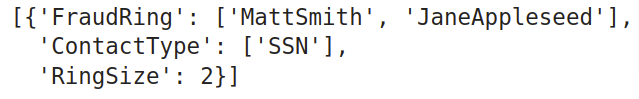 [{'FraudRing': ['MattSmith', 'JaneAppleseed'],
'ContactType': ['SSN'],
'RingSize': 2}]